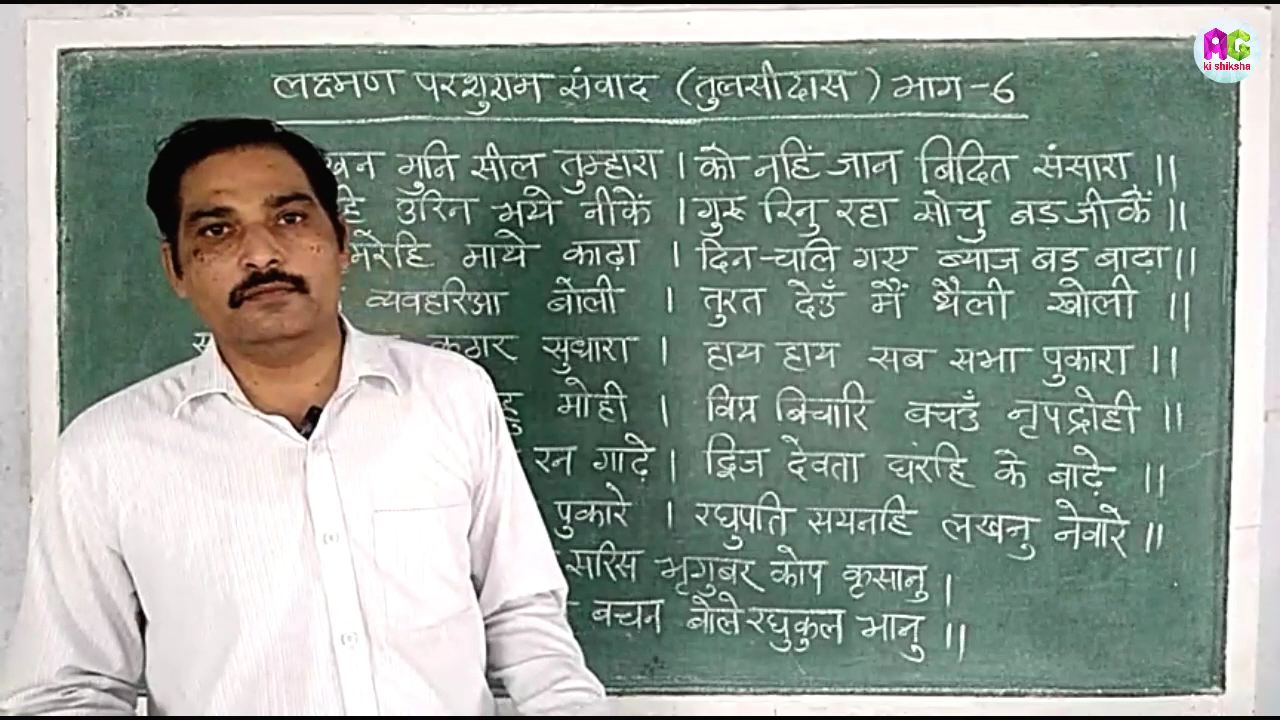 AG
ki shiksha
लक्ष्मण परशुराम संवाद (तुलसीदास) भाग-6
मुनि सील तुम्हारा । को नहिं जान बिदित संसारा ॥
उरिन भये नीकें । गुरू रिनु रहा सोचु बड़ जी कें ॥
माथे काढ़ा । दिन चलि गए ब्याज बड़ बाढ़ा ॥
व्यवहरिआ बोली । तुरत देउँ मैं थैली खोली ॥
कुठार सुधारा । हाय हाय सब सभा पुकारा ॥
मोही । विप्र बिचारि बचउँ नृपद्रोही ॥
रन गाढ़े । द्विज देवता घरहि के बाढ़े ॥
पुकारे । रघुपति सयनहि लखनु नेवारे ॥
सरिस भृगुबर कोप कृसानु ।
बचन बोले रघुकुल भानु ॥